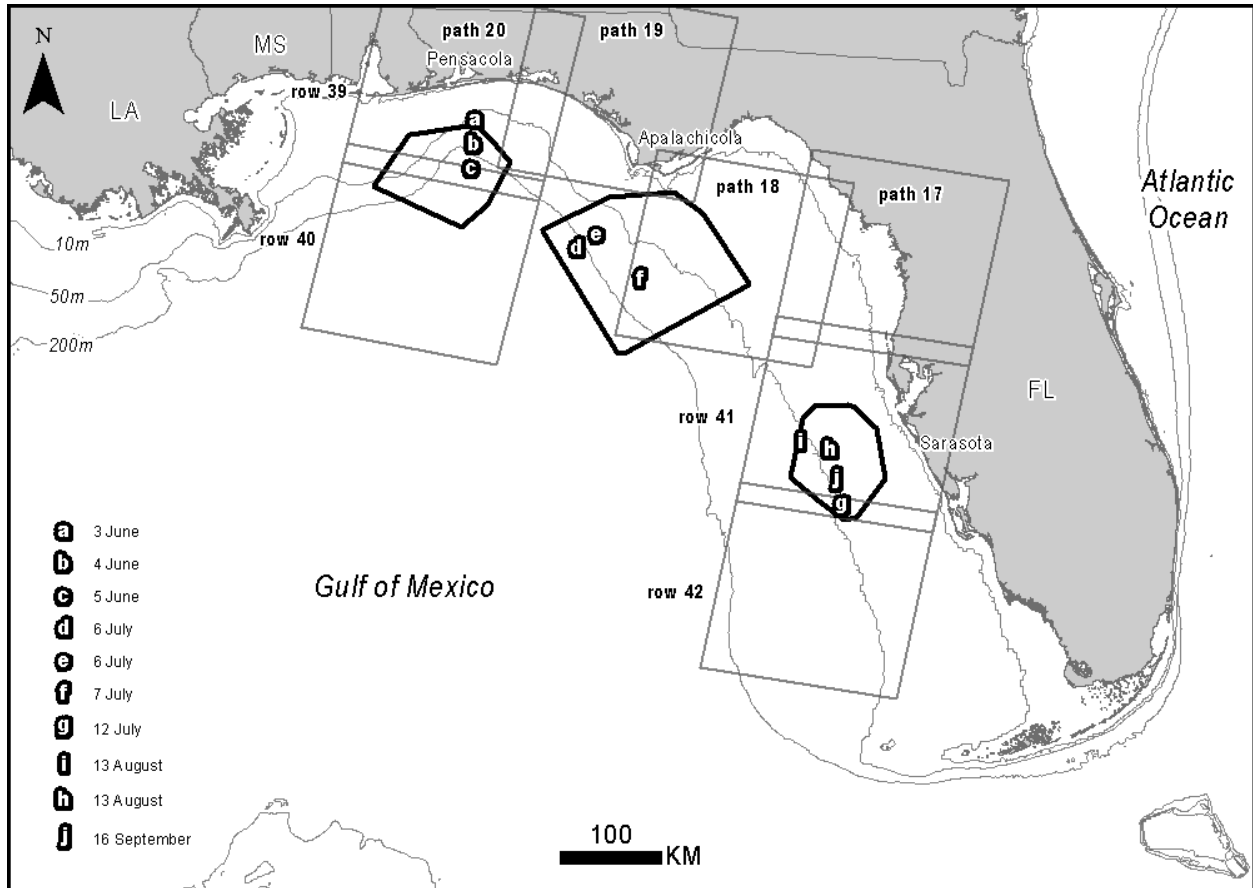 N
MS
LA
path 20
path 19
Pensacola
row 39
a
b
c
Apalachicola
path 18
path 17
Atlantic
Ocean
row 40
10m
50m
200m
d
e
f
FL
row 41
Sarasota
i
h
j
g
row 42
Gulf of Mexico
a 3 June
b 4 June
c 5 June
d 6 July
e 6 July
f 7 July
g 12 July
i 13 August
h 13 August
j 16 September
100
KM